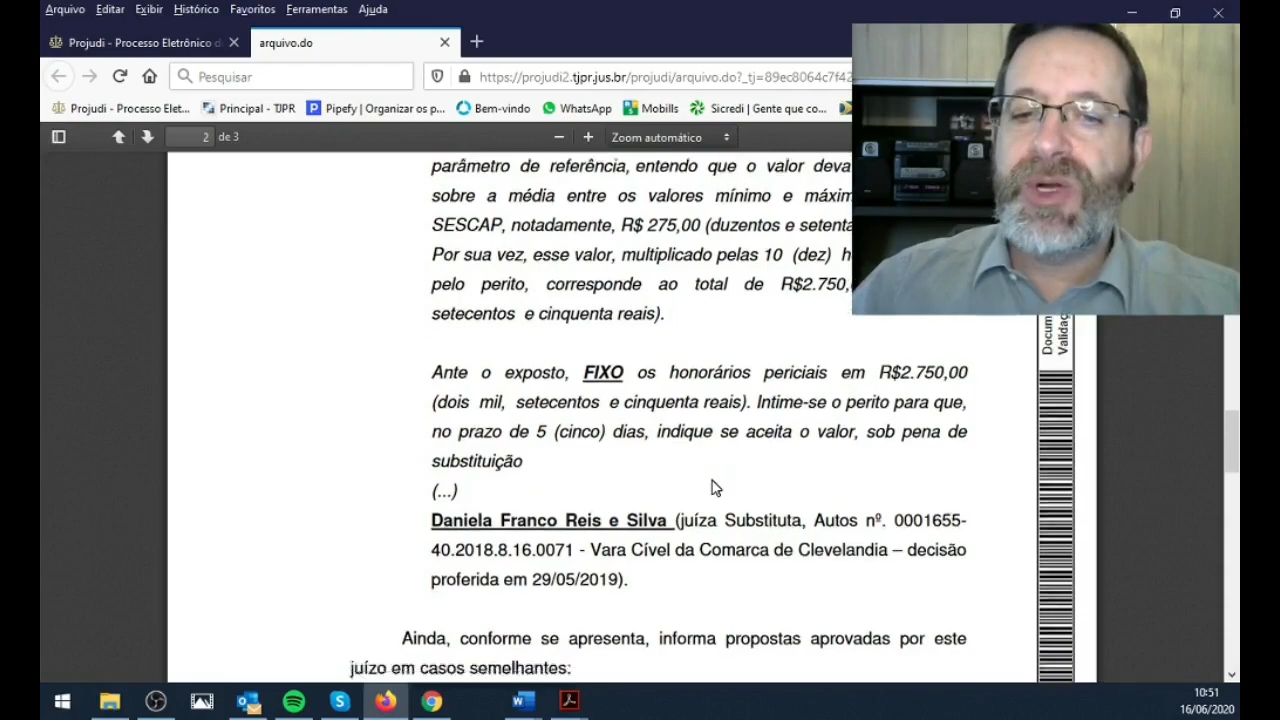 Arquivo Editar Exibir Histórico Favoritos Ferramentas Ajuda
Projudi - Processo Eletrônico d
arquivo.do
Pesquisar
https://projudi2.tjpr.jus.br/projudi/arquivo.do?_tj=89ec8064c7f42
Projudi - Processo Elet... Principal - TJPR Pipefy | Organizar os p... Bem-vindo WhatsApp Mobills Sicredi | Gente que co...
2 de 3
Zoom automático
parâmetro de referência, entendo que o valor deva
sobre a média entre os valores mínimo e máxim
SESCAP, notadamente, R$ 275,00 (duzentos e setenta
Por sua vez, esse valor, multiplicado pelas 10 (dez) h
pelo perito, corresponde ao total de R$2.750,
setecentos e cinquenta reais).
Ante o exposto, FIXO os honorários periciais em R$2.750,00
(dois mil, setecentos e cinquenta reais). Intime-se o perito para que,
no prazo de 5 (cinco) dias, indique se aceita o valor, sob pena de
substituição
(...)
Daniela Franco Reis e Silva (juíza Substituta, Autos nº. 0001655-
40.2018.8.16.0071 - Vara Cível da Comarca de Clevelandia – decisão
proferida em 29/05/2019).
Ainda, conforme se apresenta, informa propostas aprovadas por este
juízo em casos semelhantes:
Docum
Validaç
10:51
16/06/2020